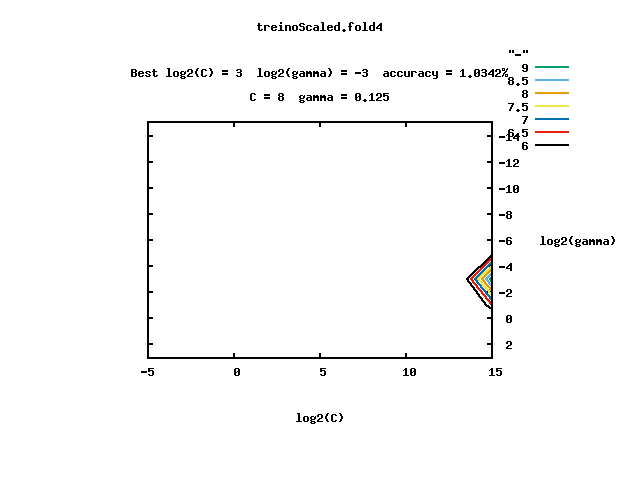 treinoScaled.fold4
"_"
Best log2(C) = 3  log2(gamma) = -3  accuracy = 1.0342%
C = 8  gamma = 0.125
9
8.5
8
7.5
7
6.5
6
-14
-12
-10
-8
-6
-4
-2
0
2
log2(gamma)
-5 0 5 10 15
log2(C)